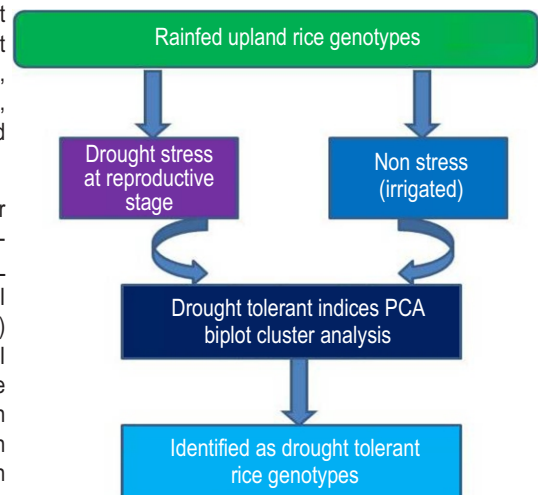 Rainfed upland rice genotypes
Drought stress
at reproductive
stage
Non stress
(irrigated)
Drought tolerant indices PCA
biplot cluster analysis
Identified as drought tolerant
rice genotypes